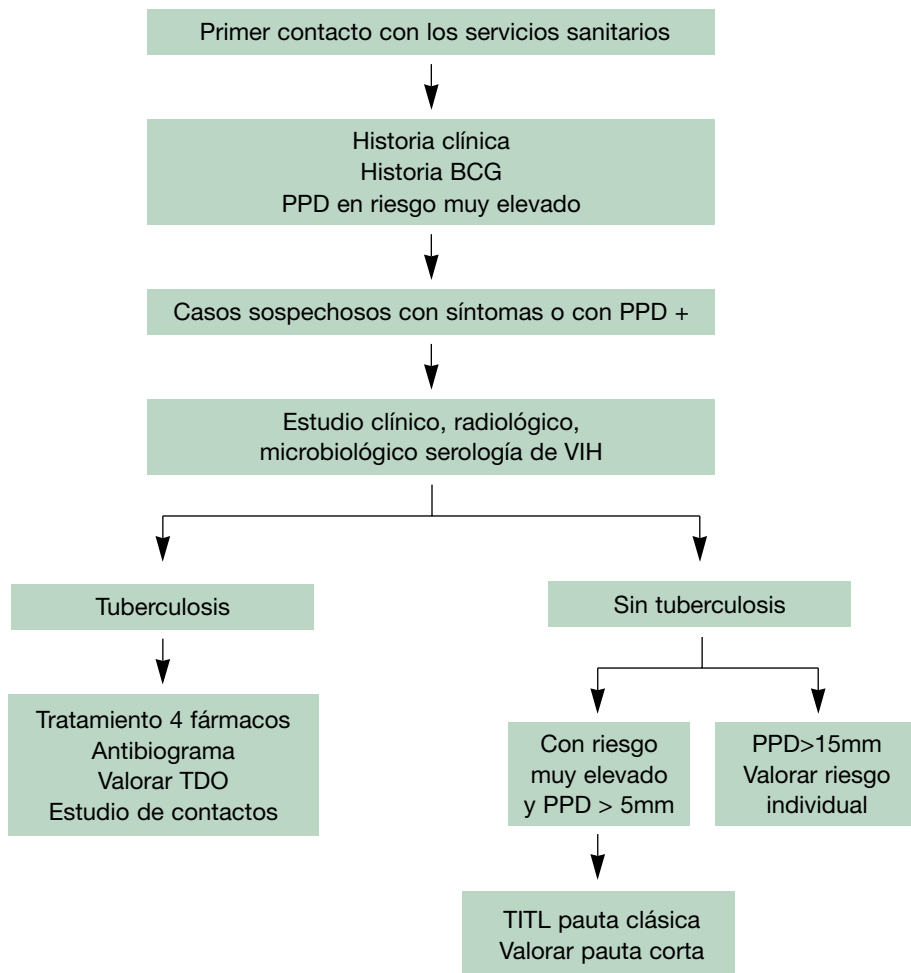 Primer contacto con los servicios sanitarios
Historia clínica
Historia BCG
PPD en riesgo muy elevado
Casos sospechosos con síntomas o con PPD +
Estudio clínico, radiológico,
microbiológico serología de VIH
Tuberculosis
Sin tuberculosis
Tratamiento 4 fármacos
Antibiograma
Valorar TDO
Estudio de contactos
Con riesgo
muy elevado
y PPD > 5mm
PPD>15mm
Valorar riesgo
individual
TITL pauta clásica
Valorar pauta corta